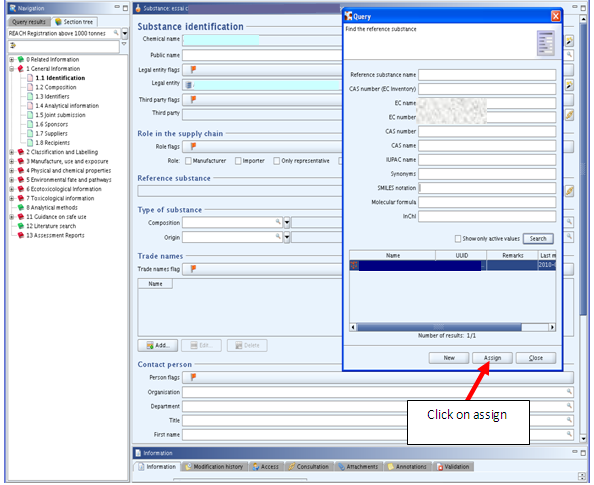 Navigation
Query results
Section tree
REACH Registration above 1000 tonnes
0 Related Information
1 General Information
1.1 Identification
1.2 Composition
1.3 Identifiers
1.4 Analytical information
1.5 Joint submission
1.6 Sponsors
1.7 Suppliers
1.8 Recipients
2 Classification and Labelling
3 Manufacture, use and exposure
4 Physical and chemical properties
5 Environmental fate and pathways
6 Ecotoxicological Information
7 Toxicological information
8 Analytical methods
11 Guidance on safe use
12 Literature search
13 Assessment Reports
Substance: essai c
Substance identification
Chemical name
Public name
Legal entity flags
Legal entity
Third party flags
Third party
Role in the supply chain
Role flags
Role: Manufacturer Importer Only representative
Reference substance
Type of substance
Composition
Origin
Trade names
Trade names flag
Name
Add... Edit... Delete
Contact person
Person flags
Organisation
Department
Title
First name
Information
Information Modification history Access Consultation Attachments Annotations Validation
Query
Find the reference substance
Reference substance name
CAS number (EC Inventory)
EC name
EC number
CAS number
CAS name
IUPAC name
Synonyms
SMILES notation
Molecular formula
InChI
Show only active values Search
Name UUID Remarks Last m
Number of results: 1/1
New Assign Close
Click on assign